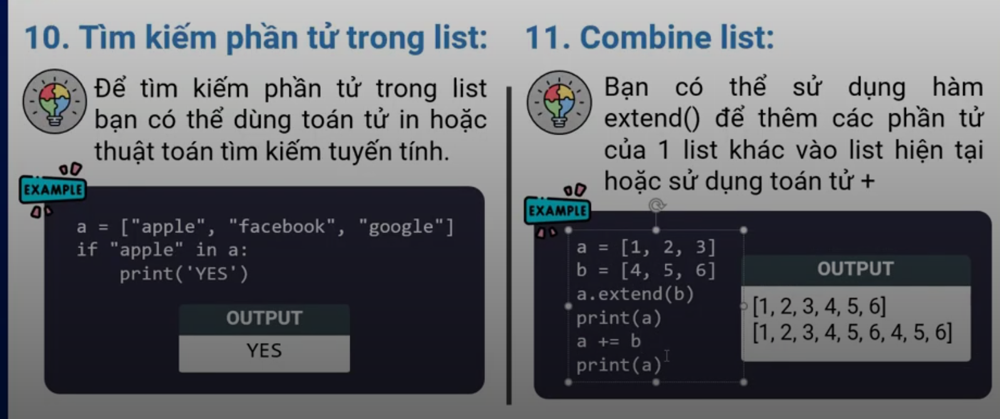 10. Tìm kiếm phần tử trong list:
Để tìm kiếm phần tử trong list
bạn có thể dùng toán tử in hoặc
thuật toán tìm kiếm tuyến tính.
EXAMPLE
a = ["apple", "facebook", "google"]
if "apple" in a:
    print('YES')
OUTPUT
YES
11. Combine list:
Bạn có thể sử dụng hàm
extend() để thêm các phần tử
của 1 list khác vào list hiện tại
hoặc sử dụng toán tử +
EXAMPLE
a = [1, 2, 3]
b = [4, 5, 6]
a.extend(b)
print(a)
a += b
print(a)
OUTPUT
[1, 2, 3, 4, 5, 6]
[1, 2, 3, 4, 5, 6, 4, 5, 6]